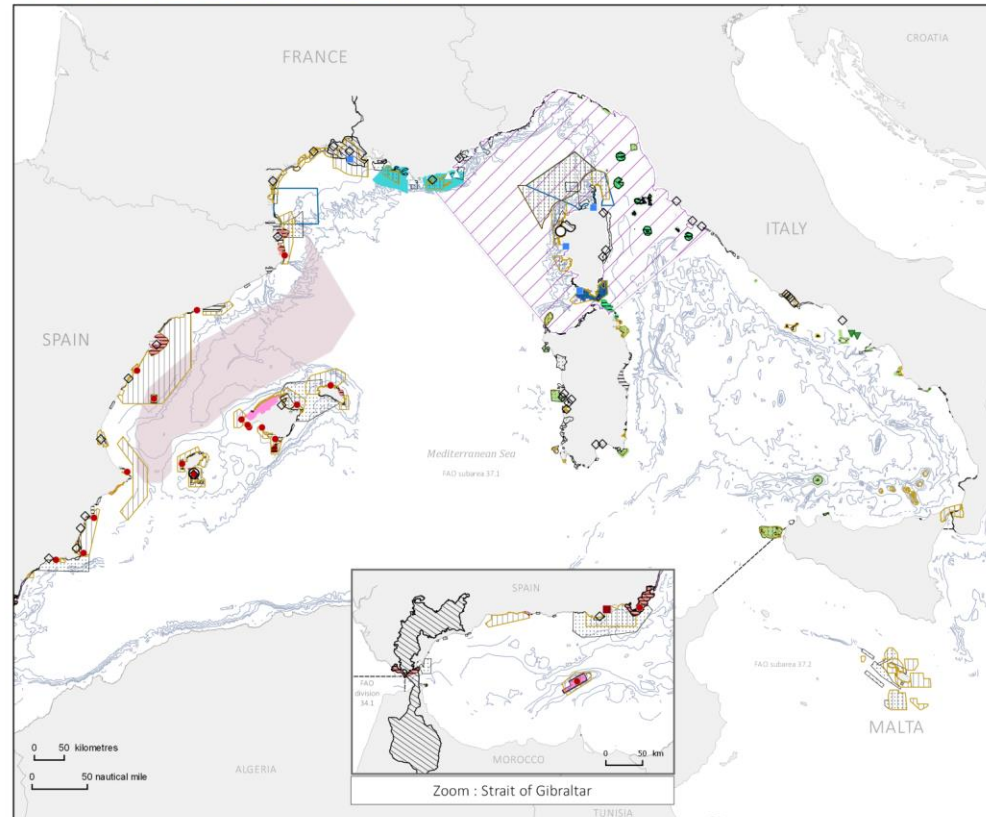 FRANCE
CROATIA
ITALY
SPAIN
Mediterranean Sea
FAO subarea 37.1
SPAIN
FAO subarea 37.2
FAO
division
34.1
MALTA
0 50 kilometres
0 50 nautical mile
ALGERIA
MOROCCO
0 50 km
Zoom : Strait of Gibraltar
TUNISIA